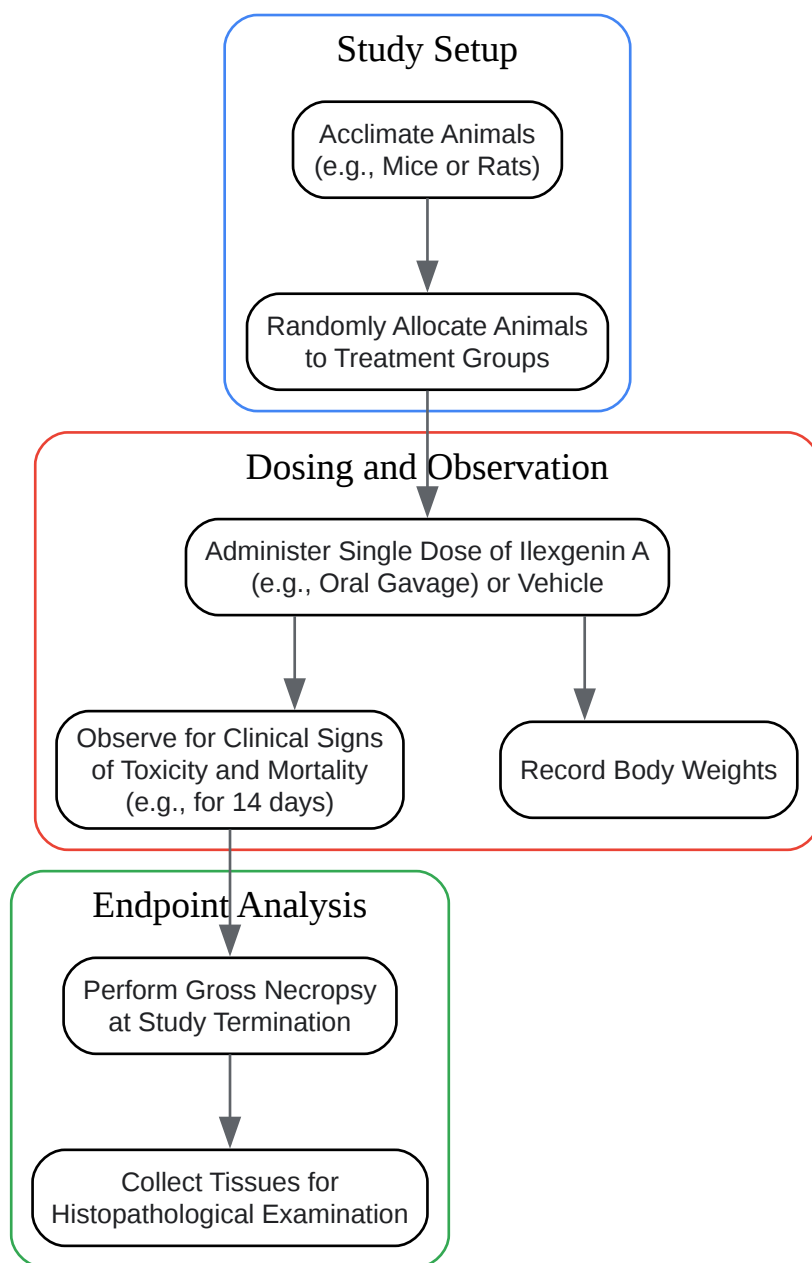 Study Setup
Acclimate Animals
(e.g., Mice or Rats)
Randomly Allocate Animals
to Treatment Groups
Dosing and Observation
Administer Single Dose of Ilexgenin A
(e.g., Oral Gavage) or Vehicle
Observe for Clinical Signs
of Toxicity and Mortality
(e.g., for 14 days)
Record Body Weights
Endpoint Analysis
Perform Gross Necropsy
at Study Termination
Collect Tissues for
Histopathological Examination